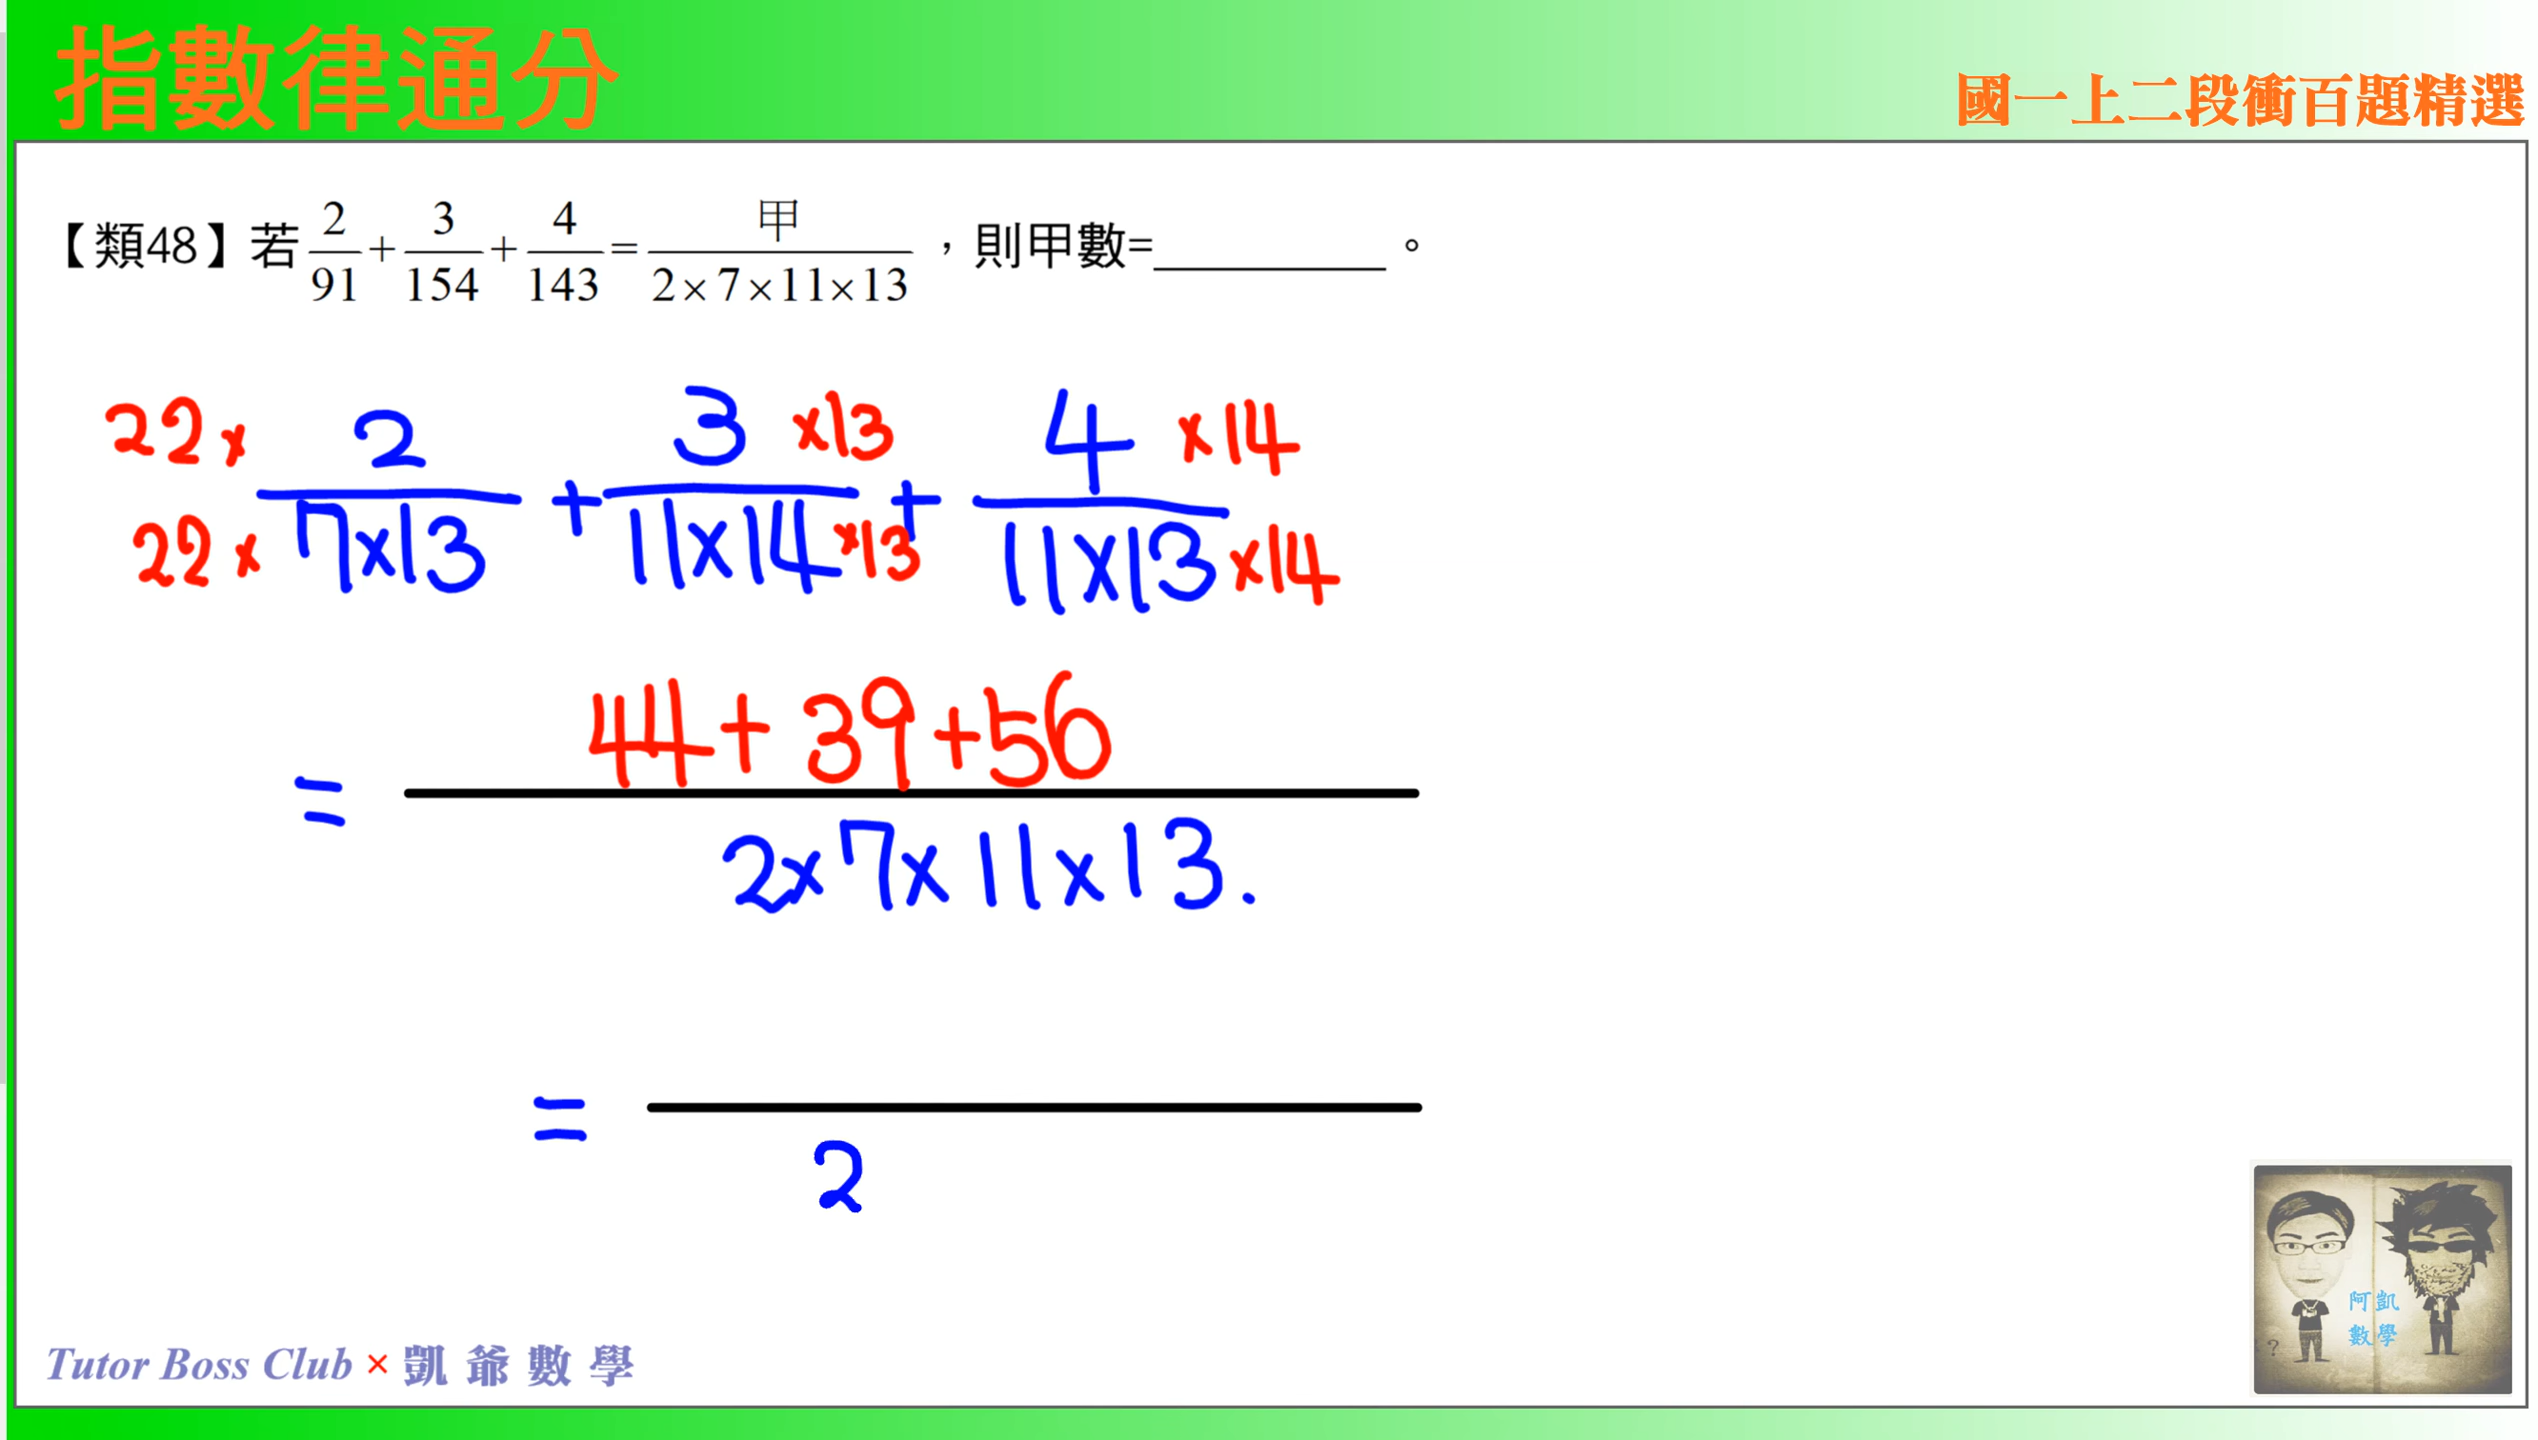 指數律通分
國一上二段衝百題精選
【類48】若 2/91 + 3/154 + 4/143 = 甲/(2×7×11×13) ，則甲數=__________ 。
22× 2 + 3 ×13 + 4 ×14
22× 7×13 11×14 ×13 11×13 ×14
= 44+39+56
2×7×11×13.
=
2
阿凱
數學
?
Tutor Boss Club × 凱爺數學